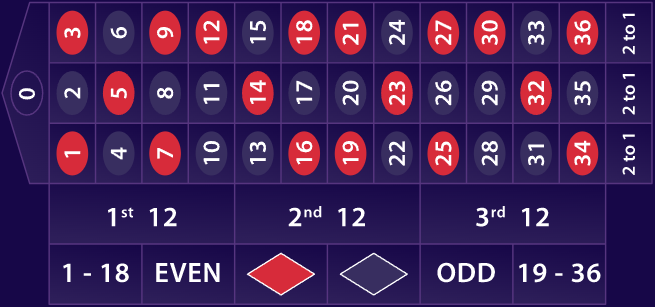 3 6 9 12 15 18 21 24 27 30 33 36 2 to 1
0 2 5 8 11 14 17 20 23 26 29 32 35 2 to 1
1 4 7 10 13 16 19 22 25 28 31 34 2 to 1
1st 12 2nd 12 3rd 12
1 - 18 EVEN ODD 19 - 36